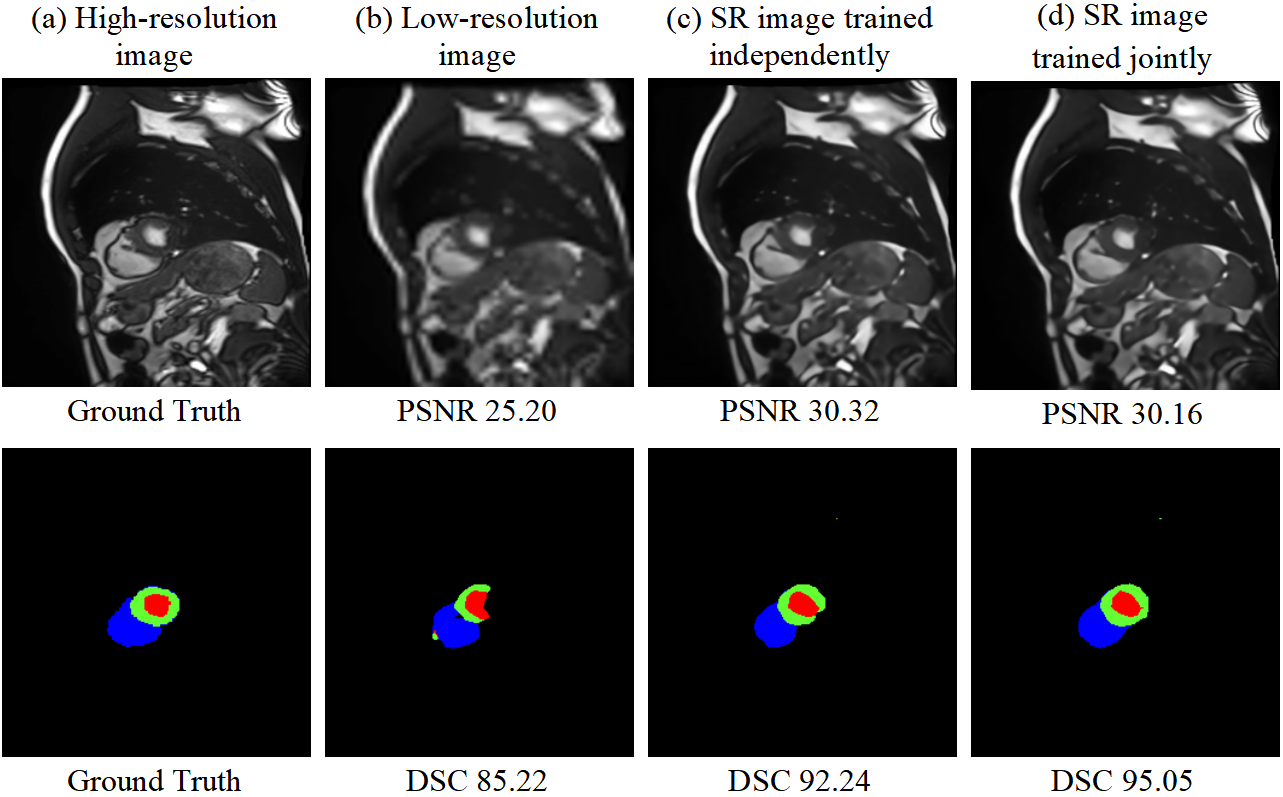 (a) High-resolution
image
(b) Low-resolution
image
(c) SR image trained
independently
(d) SR image
trained jointly
Ground Truth
PSNR 25.20
PSNR 30.32
PSNR 30.16
Ground Truth
DSC 85.22
DSC 92.24
DSC 95.05